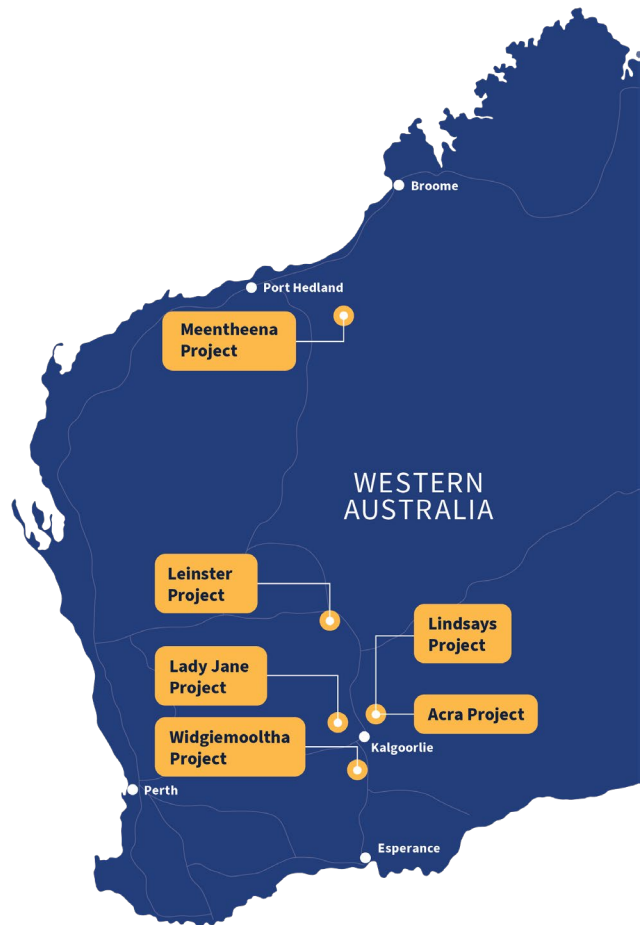 Broome
Port Hedland
Meentheena
Project
WESTERN
AUSTRALIA
Leinster
Project
Lindsays
Project
Lady Jane
Project
Acra Project
Widgiemooltha
Project
Kalgoorlie
Perth
Esperance